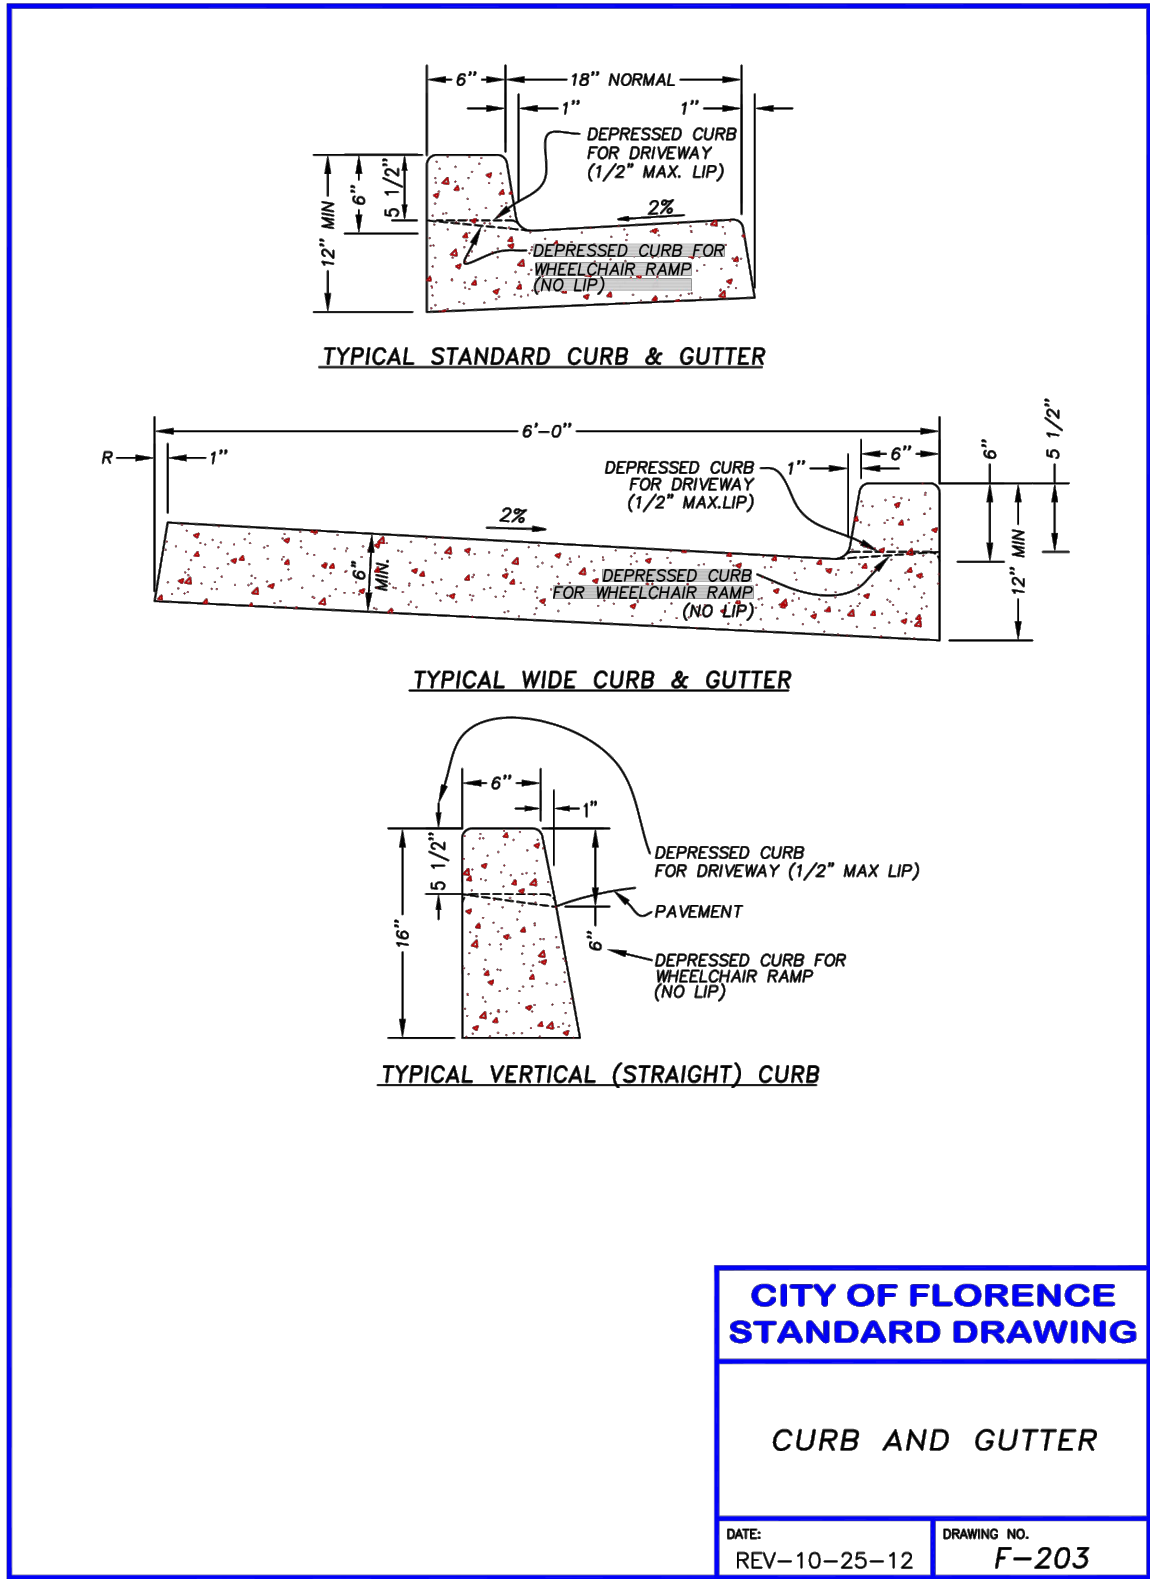 6"
18" NORMAL
1"
1"
DEPRESSED CURB
FOR DRIVEWAY
(1/2" MAX. LIP)
12" MIN
6"
5 1/2"
2%
DEPRESSED CURB FOR
WHEELCHAIR RAMP
(NO LIP)
TYPICAL STANDARD CURB & GUTTER
6'-0"
R
1"
DEPRESSED CURB
FOR DRIVEWAY
(1/2" MAX.LIP)
1"
6"
6"
5 1/2"
12" MIN
2%
6"
MIN.
DEPRESSED CURB
FOR WHEELCHAIR RAMP
(NO LIP)
TYPICAL WIDE CURB & GUTTER
6"
1"
5 1/2"
16"
DEPRESSED CURB
FOR DRIVEWAY (1/2" MAX LIP)
PAVEMENT
6"
DEPRESSED CURB FOR
WHEELCHAIR RAMP
(NO LIP)
TYPICAL VERTICAL (STRAIGHT) CURB
CITY OF FLORENCE
STANDARD DRAWING
CURB AND GUTTER
DATE:
REV-10-25-12
DRAWING NO.
F-203